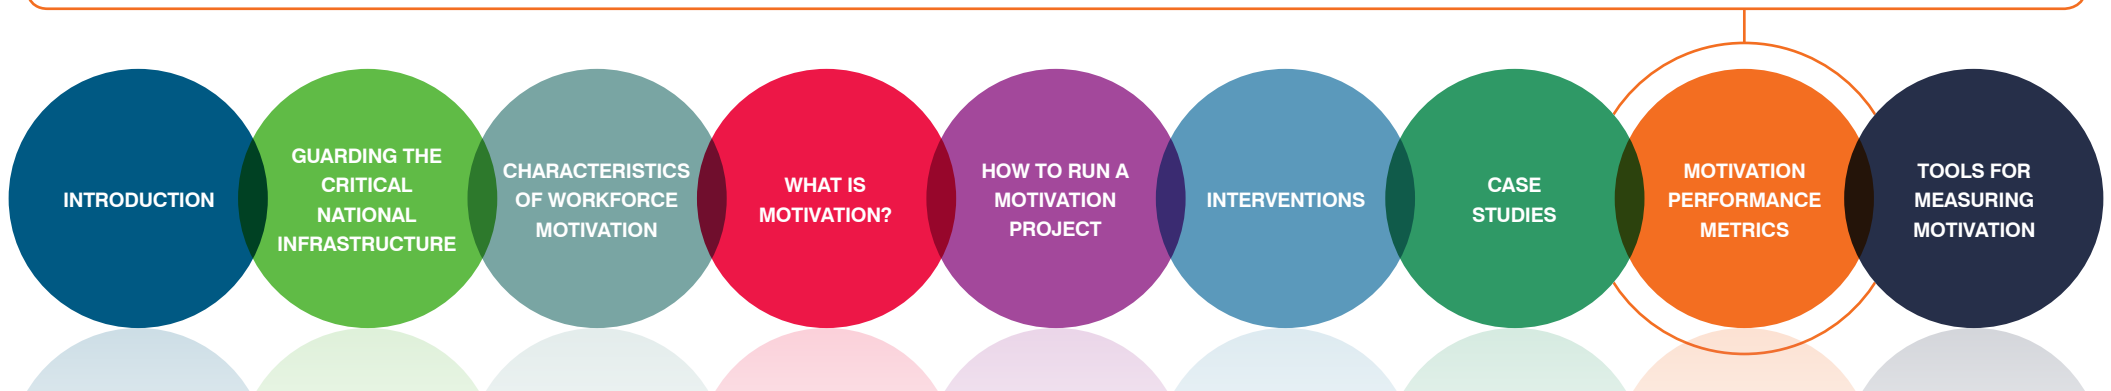 INTRODUCTION
GUARDING THE
CRITICAL
NATIONAL
INFRASTRUCTURE
CHARACTERISTICS
OF WORKFORCE
MOTIVATION
WHAT IS
MOTIVATION?
HOW TO RUN A
MOTIVATION
PROJECT
INTERVENTIONS
CASE
STUDIES
MOTIVATION
PERFORMANCE
METRICS
TOOLS FOR
MEASURING
MOTIVATION